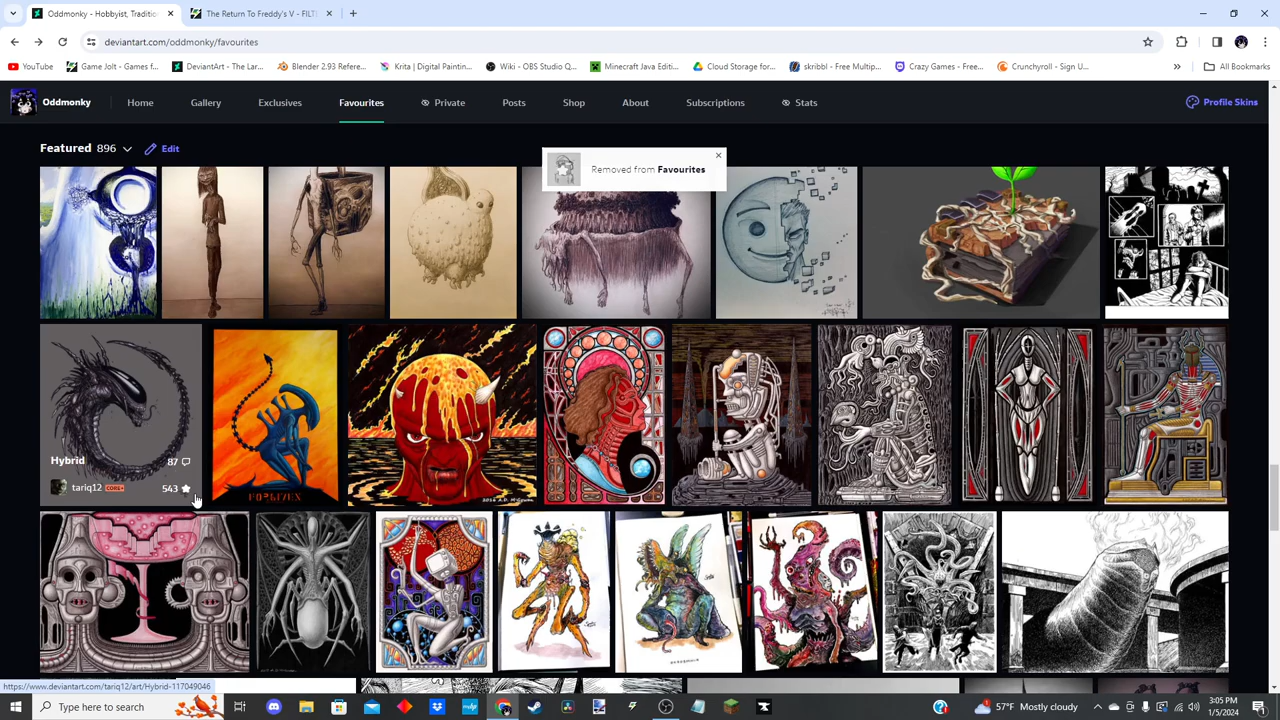 Oddmonky - Hobbyist, Traditio
The Return To Freddy's V - FILT
deviantart.com/oddmonky/favourites
YouTube
Game Jolt - Games f...
DeviantArt - The Lar...
Blender 2.93 Refere...
Krita | Digital Paintin...
Wiki - OBS Studio Q...
Minecraft Java Editi...
Cloud Storage for...
skribbl - Free Multip...
Crazy Games - Free...
Crunchyroll - Sign U...
»
All Bookmarks
Oddmonky
Home
Gallery
Exclusives
Favourites
Private
Posts
Shop
About
Subscriptions
Stats
Profile Skins
Featured 896
Edit
Removed from Favourites
Hybrid
87
tariq12 CORE+
543
FOREVER
https://www.deviantart.com/tariq12/art/Hybrid-117049046
Type here to search
57°F Mostly cloudy
3:05 PM
1/5/2024